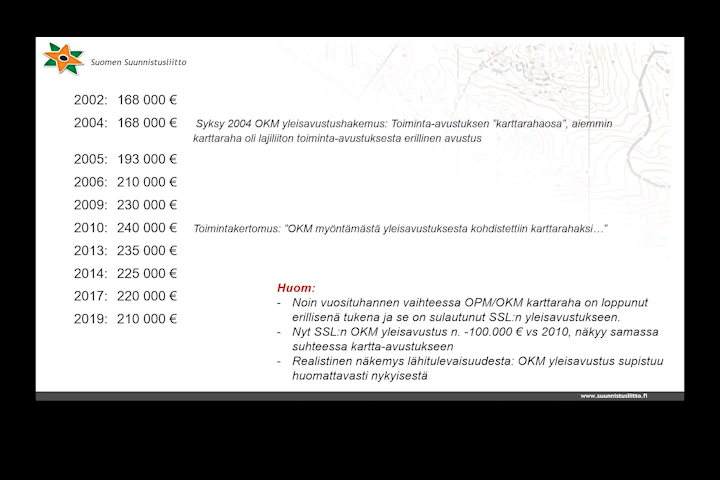 Suomen Suunnistusliitto
2002: 168 000 €
2004: 168 000 € Syksy 2004 OKM yleisavustushakemus: Toiminta-avustuksen "karttarahaosa", aiemmin
karttaraha oli lajiliiton toiminta-avustuksesta erillinen avustus
2005: 193 000 €
2006: 210 000 €
2009: 230 000 €
2010: 240 000 € Toimintakertomus: "OKM myöntämästä yleisavustuksesta kohdistettiin karttarahaksi…"
2013: 235 000 €
2014: 225 000 €
2017: 220 000 €
2019: 210 000 €
Huom:
- Noin vuosituhannen vaihteessa OPM/OKM karttaraha on loppunut
erillisenä tukena ja se on sulautunut SSL:n yleisavustukseen.
- Nyt SSL:n OKM yleisavustus n. -100.000 € vs 2010, näkyy samassa
suhteessa kartta-avustukseen
- Realistinen näkemys lähitulevaisuudesta: OKM yleisavustus supistuu
huomattavasti nykyisestä
www.suunnistusliitto.fi